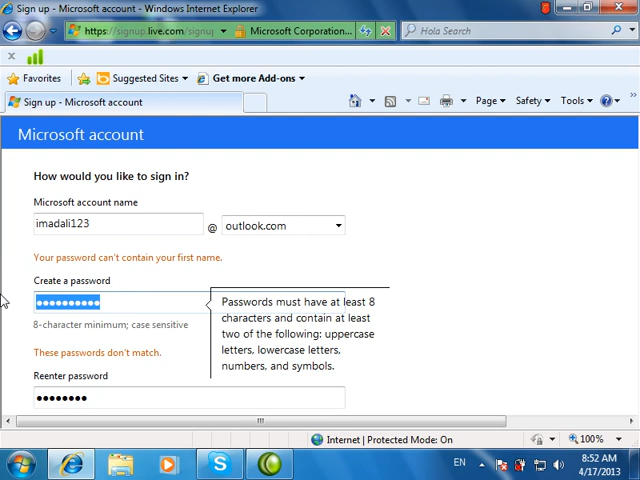 Sign up - Microsoft account - Windows Internet Explorer
https://signup.live.com/signup
Microsoft Corporation...
Hola Search
x
Favorites
Suggested Sites
Get more Add-ons
Sign up - Microsoft account
Page
Safety
Tools
»
Microsoft account
How would you like to sign in?
Microsoft account name
imadali123
@
outlook.com
Your password can't contain your first name.
Create a password
8-character minimum; case sensitive
Passwords must have at least 8
characters and contain at least
two of the following: uppercase
letters, lowercase letters,
numbers, and symbols.
These passwords don't match.
Reenter password
Internet | Protected Mode: On
100%
EN
8:52 AM
4/17/2013